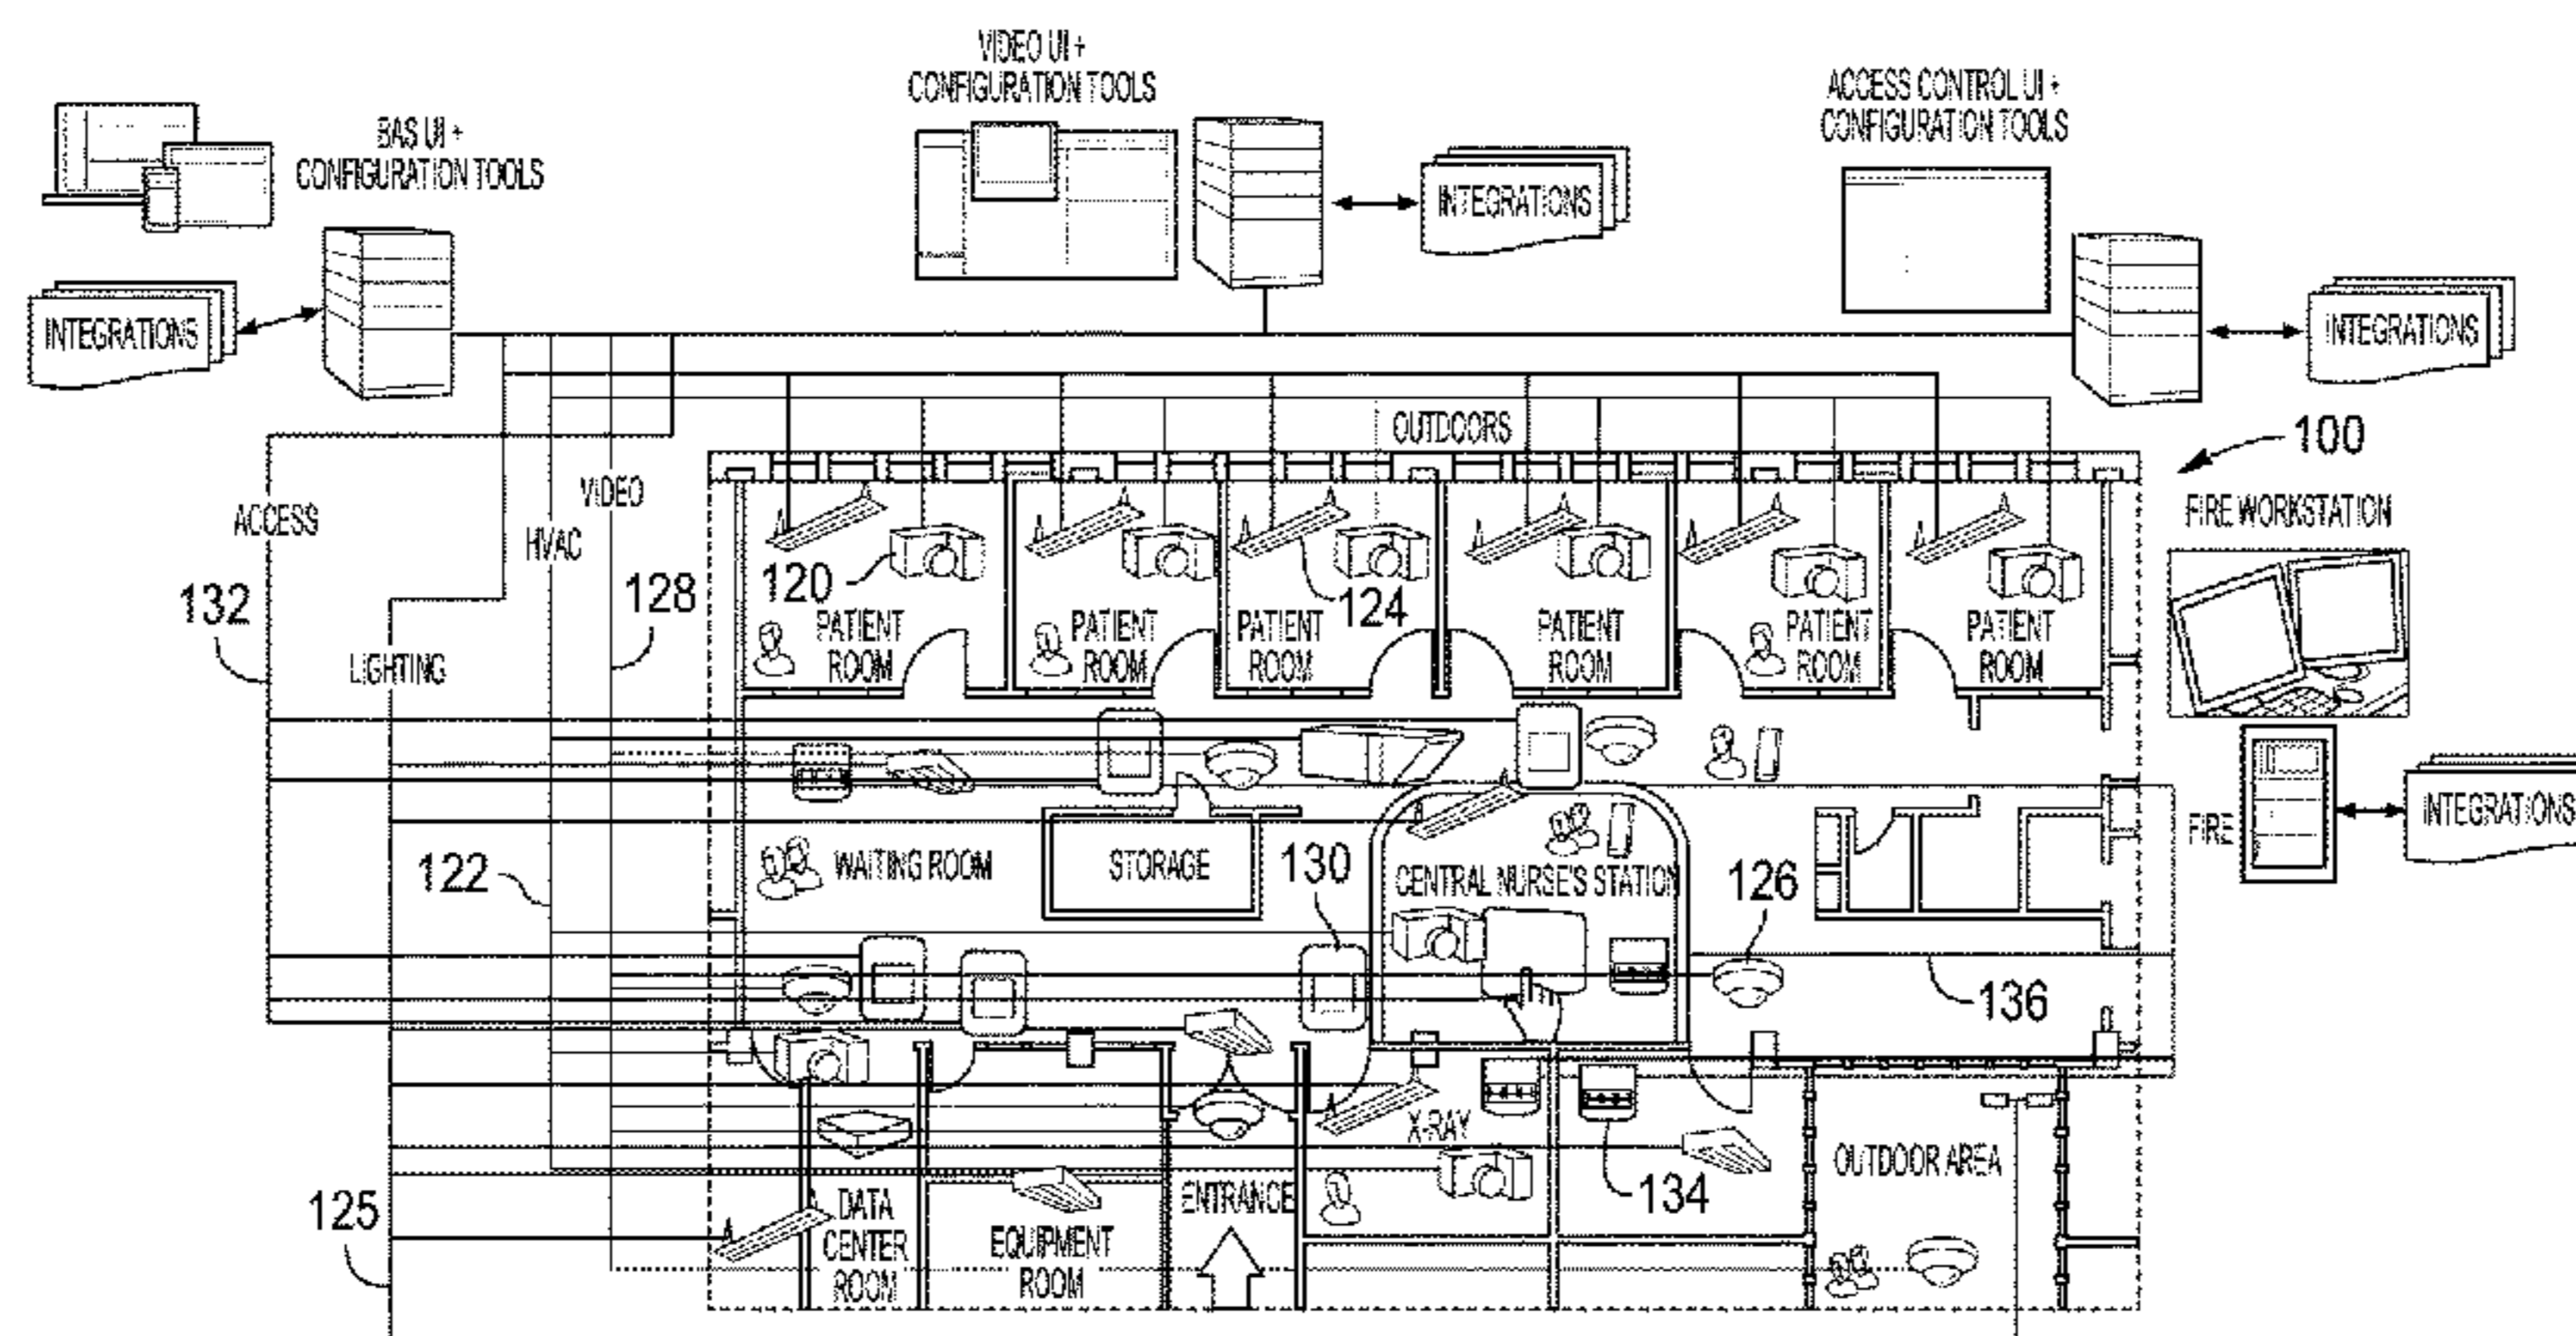 VIDEO UI +
CONFIGURATION TOOLS
ACCESS CONTROL UI +
CONFIGURATION TOOLS
BAS UI +
CONFIGURATION TOOLS
INTEGRATIONS
INTEGRATIONS
INTEGRATIONS
OUTDOORS
100
VIDEO
ACCESS
HVAC
FIRE WORKSTATION
120
128
124
132
PATIENT
ROOM
PATIENT
ROOM
PATIENT
ROOM
PATIENT
ROOM
PATIENT
ROOM
PATIENT
ROOM
LIGHTING
FIRE
INTEGRATIONS
122
WAITING ROOM
STORAGE
130
CENTRAL NURSE'S STATION
126
136
X-RAY
OUTDOOR AREA
134
125
DATA
CENTER
ROOM
EQUIPMENT
ROOM
ENTRANCE